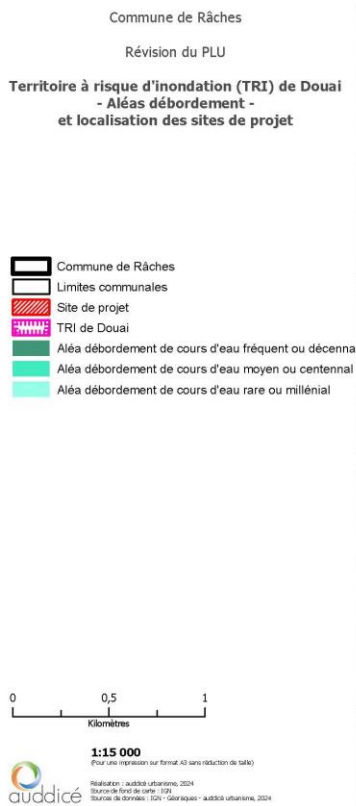 Commune de Râches
Révision du PLU
Territoire à risque d'inondation (TRI) de Douai
- Aléas débordement -
et localisation des sites de projet
Commune de Râches
Limites communales
Site de projet
TRI de Douai
Aléa débordement de cours d'eau fréquent ou décenna
Aléa débordement de cours d'eau moyen ou centennal
Aléa débordement de cours d'eau rare ou millénial
0 0,5 1
Kilomètres
1:15 000
(Pour une impression sur format A3 sans réduction de taille)
auddicé
Réalisation : auddicé urbanisme, 2024
Source de fond de carte : IGN
Sources de données : IGN - Géorisques - auddicé urbanisme, 2024